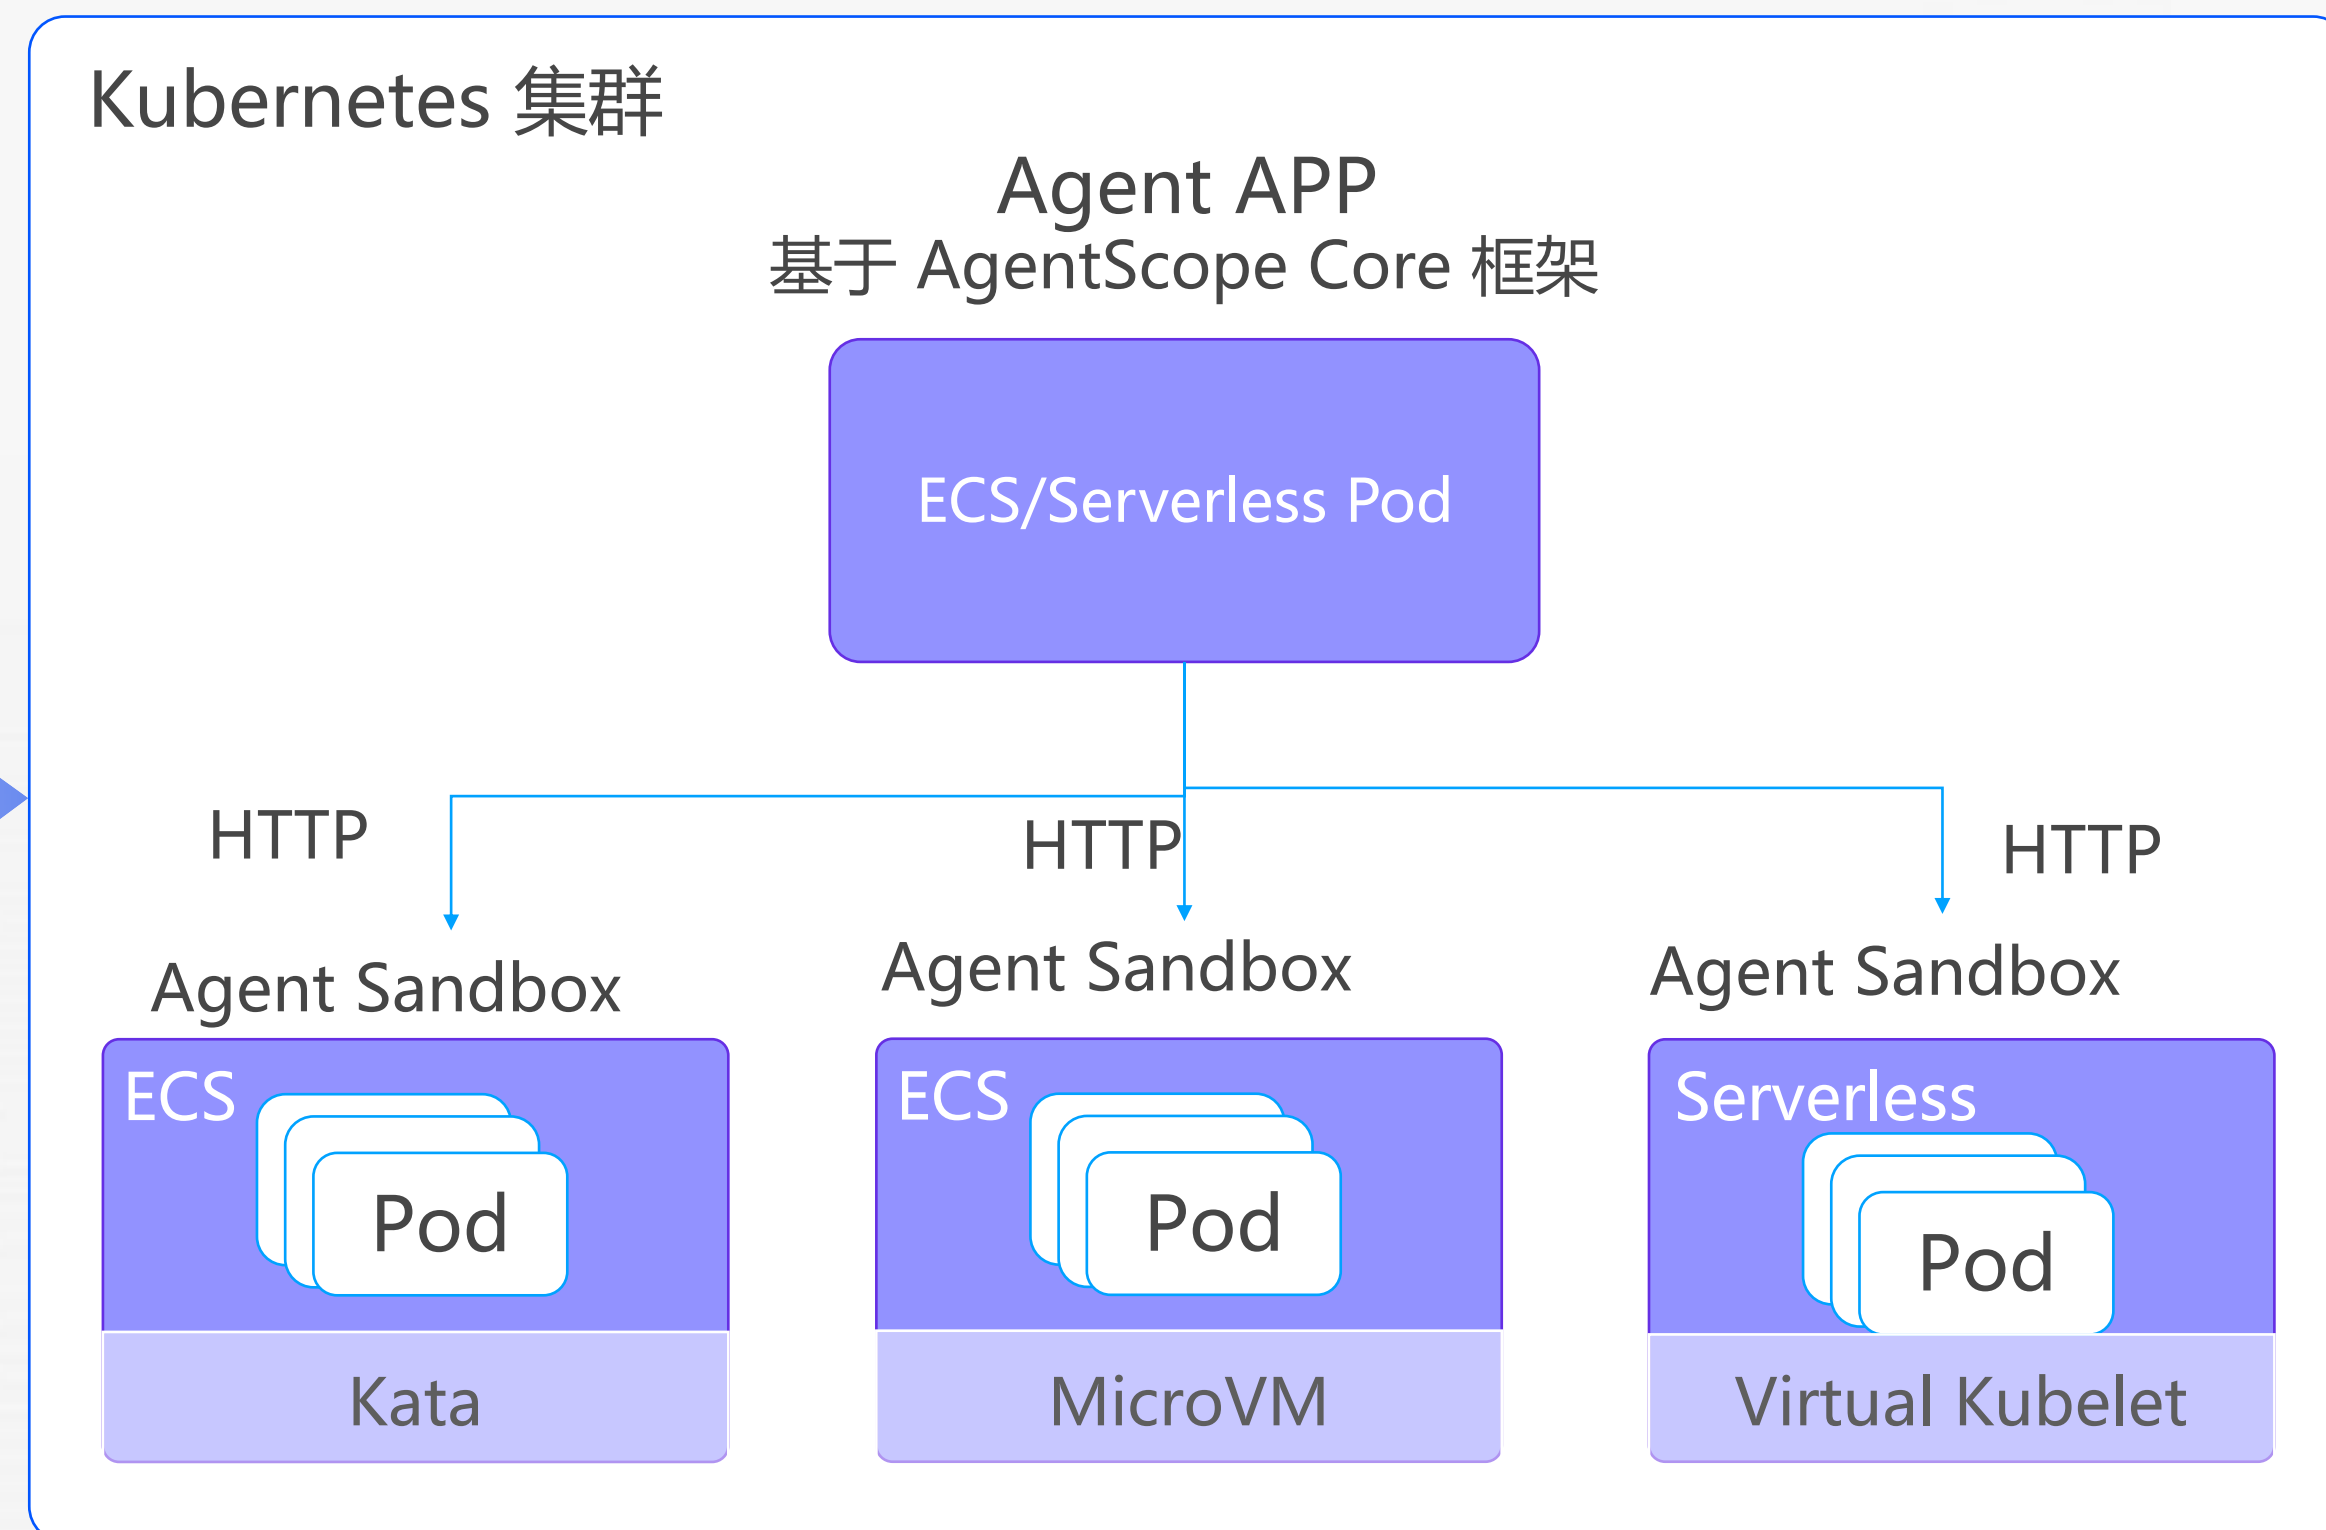 Kubernetes 集群
Agent APP
基于 AgentScope Core 框架
ECS/Serverless Pod
HTTP
HTTP
HTTP
Agent Sandbox
Agent Sandbox
Agent Sandbox
ECS
Pod
Kata
ECS
Pod
MicroVM
Serverless
Pod
Virtual Kubelet